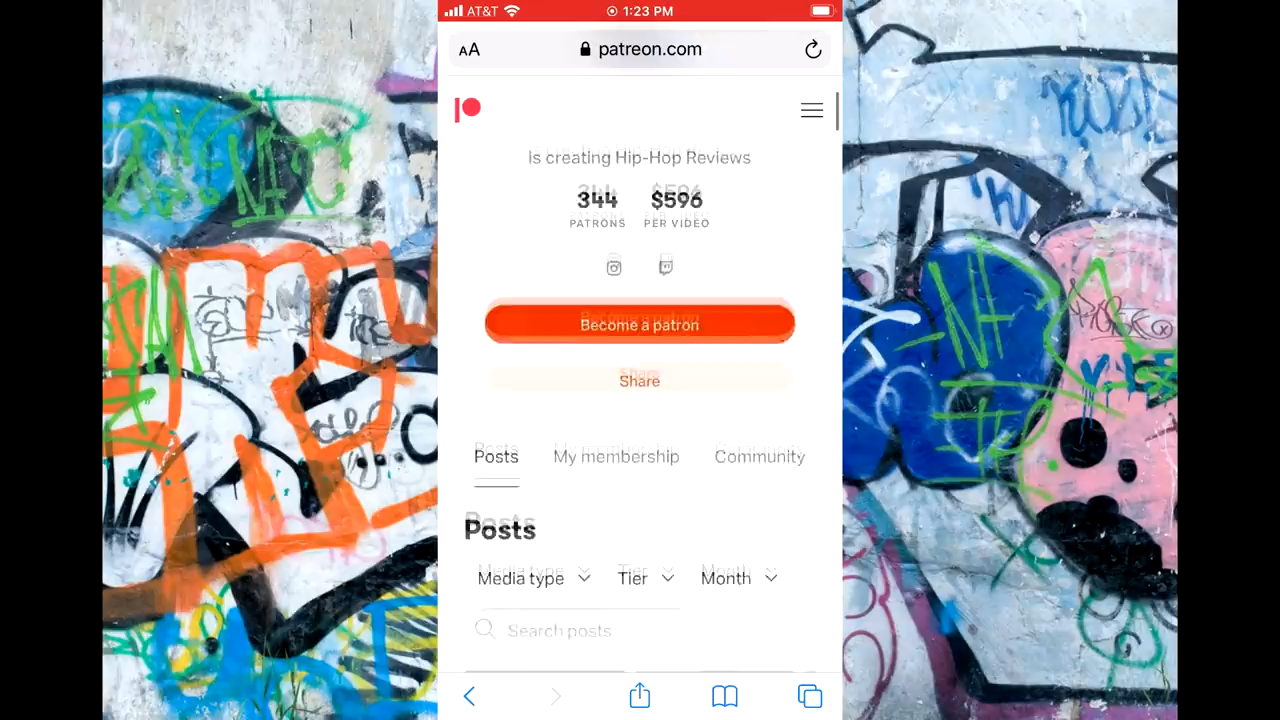 AT&T 1:23 PM
AA patreon.com
Is creating Hip-Hop Reviews
344 $596
PATRONS PER VIDEO
Become a patron
Share
Posts My membership Community
Posts
Media type Tier Month
Search posts